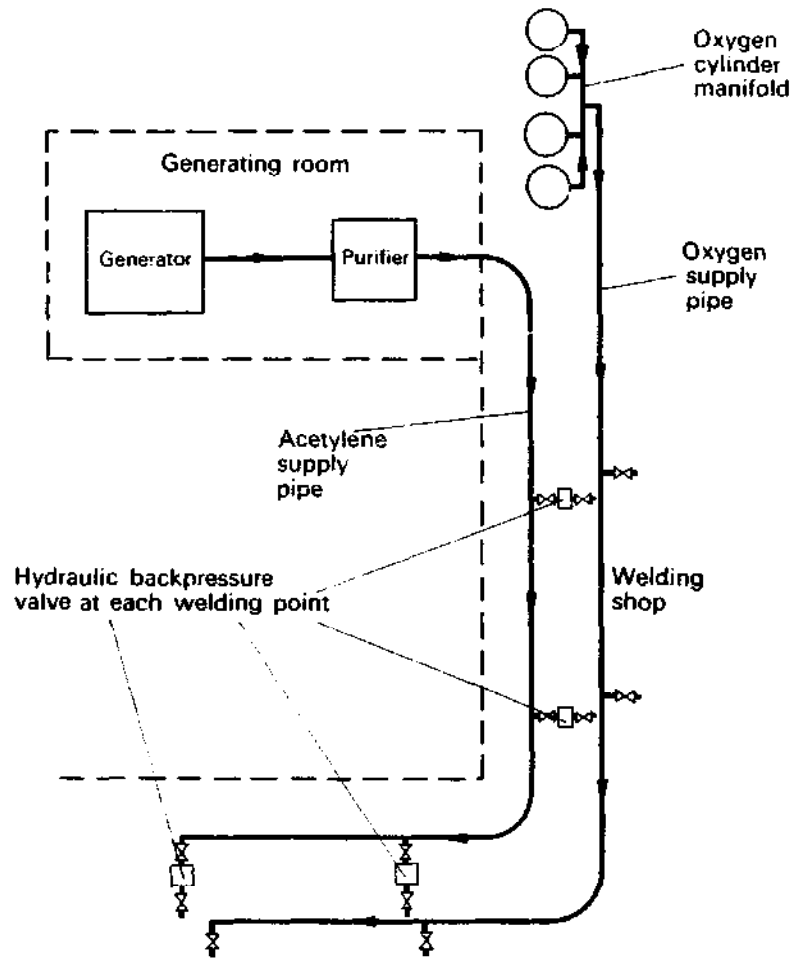 Oxygen
cylinder
manifold
Generating room
Generator
Purifier
Oxygen
supply
pipe
Acetylene
supply
pipe
Hydraulic backpressure
valve at each welding point
Welding
shop